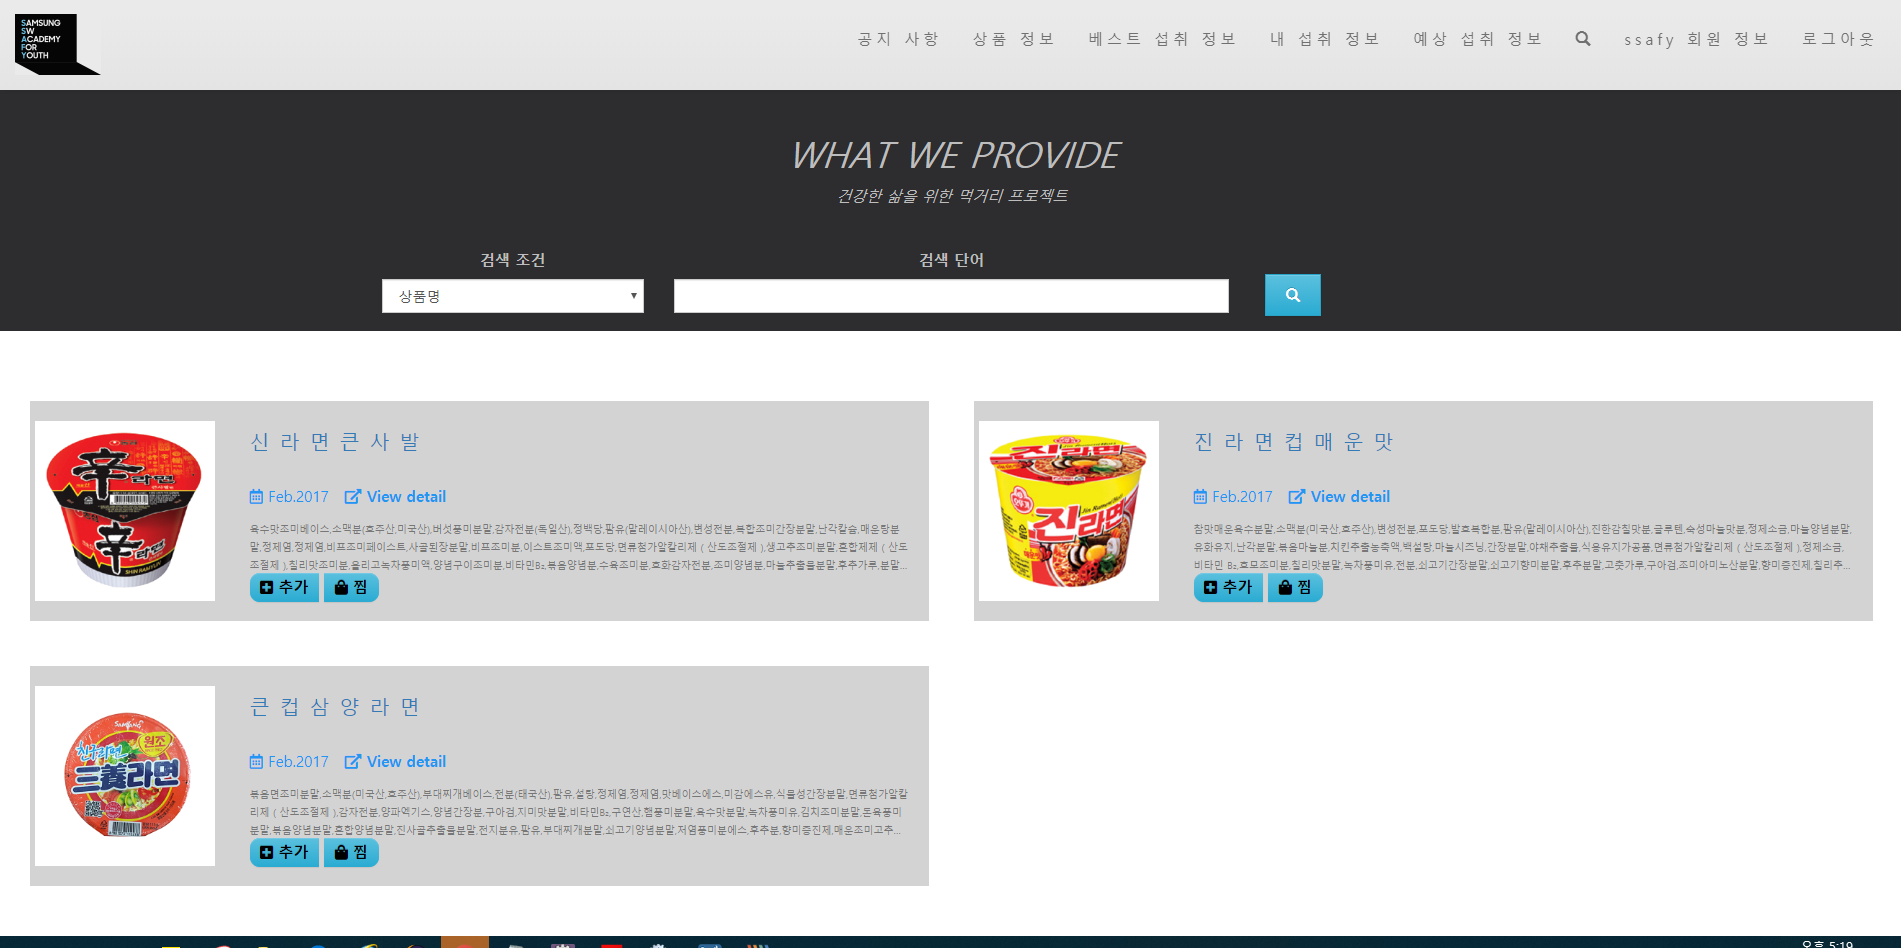 SAMSUNG
SW
ACADEMY
FOR
YOUTH
공지 사항
상품 정보
베스트 섭취 정보
내 섭취 정보
예상 섭취 정보
ssafy 회원 정보
로그아웃
WHAT WE PROVIDE
건강한 삶을 위한 먹거리 프로젝트
검색 조건
검색 단어
상품명
辛라면
辛
SHIN RAMYUN
신라면큰사발
Feb.2017 View detail
육수맛조미베이스,소맥분(호주산,미국산),버섯풍미분말,감자전분(독일산),정백당,팜유(말레이시아산),변성전분,복합조미간장분말,난각칼슘,매운탕분
말,정제염,정제염,비프조미페이스트,사골된장분말,비프조미분,이스트조미액,포도당,면류첨가알칼리제 ( 산도조절제 ),생고추조미분말,혼합제제 ( 산도
조절제 ),칠리맛조미분,올리고녹차풍미액,양념구이조미분,비타민B₂,볶음양념분,수육조미분,호화감자전분,조미양념분,마늘추출물분말,후추가루,분말...
추가
찜
진라면
진라면
Jin Ramen
매운맛
진라면컵매운맛
Feb.2017 View detail
참맛매운육수분말,소맥분(미국산,호주산),변성전분,포도당,발효복합분,팜유(말레이시아산),진한감칠맛분,글루텐,숙성마늘맛분,정제소금,마늘양념분말,
유화유지,난각분말,볶음마늘분,치킨추출농축액,백설탕,마늘시즈닝,간장분말,야채추출물,식용유지가공품,면류첨가알칼리제 ( 산도조절제 ),정제소금,
비타민 B₂,효모조미분,칠리맛분말,녹차풍미유,전분,쇠고기간장분말,쇠고기향미분말,후추분말,고춧가루,구아검,조미아미노산분말,향미증진제,칠리추...
추가
찜
SAMYANG
친구라면
원조
三養라면
큰컵삼양라면
Feb.2017 View detail
볶음면조미분말,소맥분(미국산,호주산),부대찌개베이스,전분(태국산),팜유,설탕,정제염,정제염,맛베이스에스,미감에스유,식물성간장분말,면류첨가알칼
리제 ( 산도조절제 ),감자전분,양파엑기스,양념간장분,구아검,지미맛분말,비타민B₂,구연산,햄풍미분말,육수맛분말,녹차풍미유,김치조미분말,돈육풍미
분말,볶음양념분말,혼합양념분말,진사골추출물분말,전지분유,팜유,부대찌개분말,쇠고기양념분말,저염풍미분에스,후추분,향미증진제,매운조미고추...
추가
찜
오후 5:19